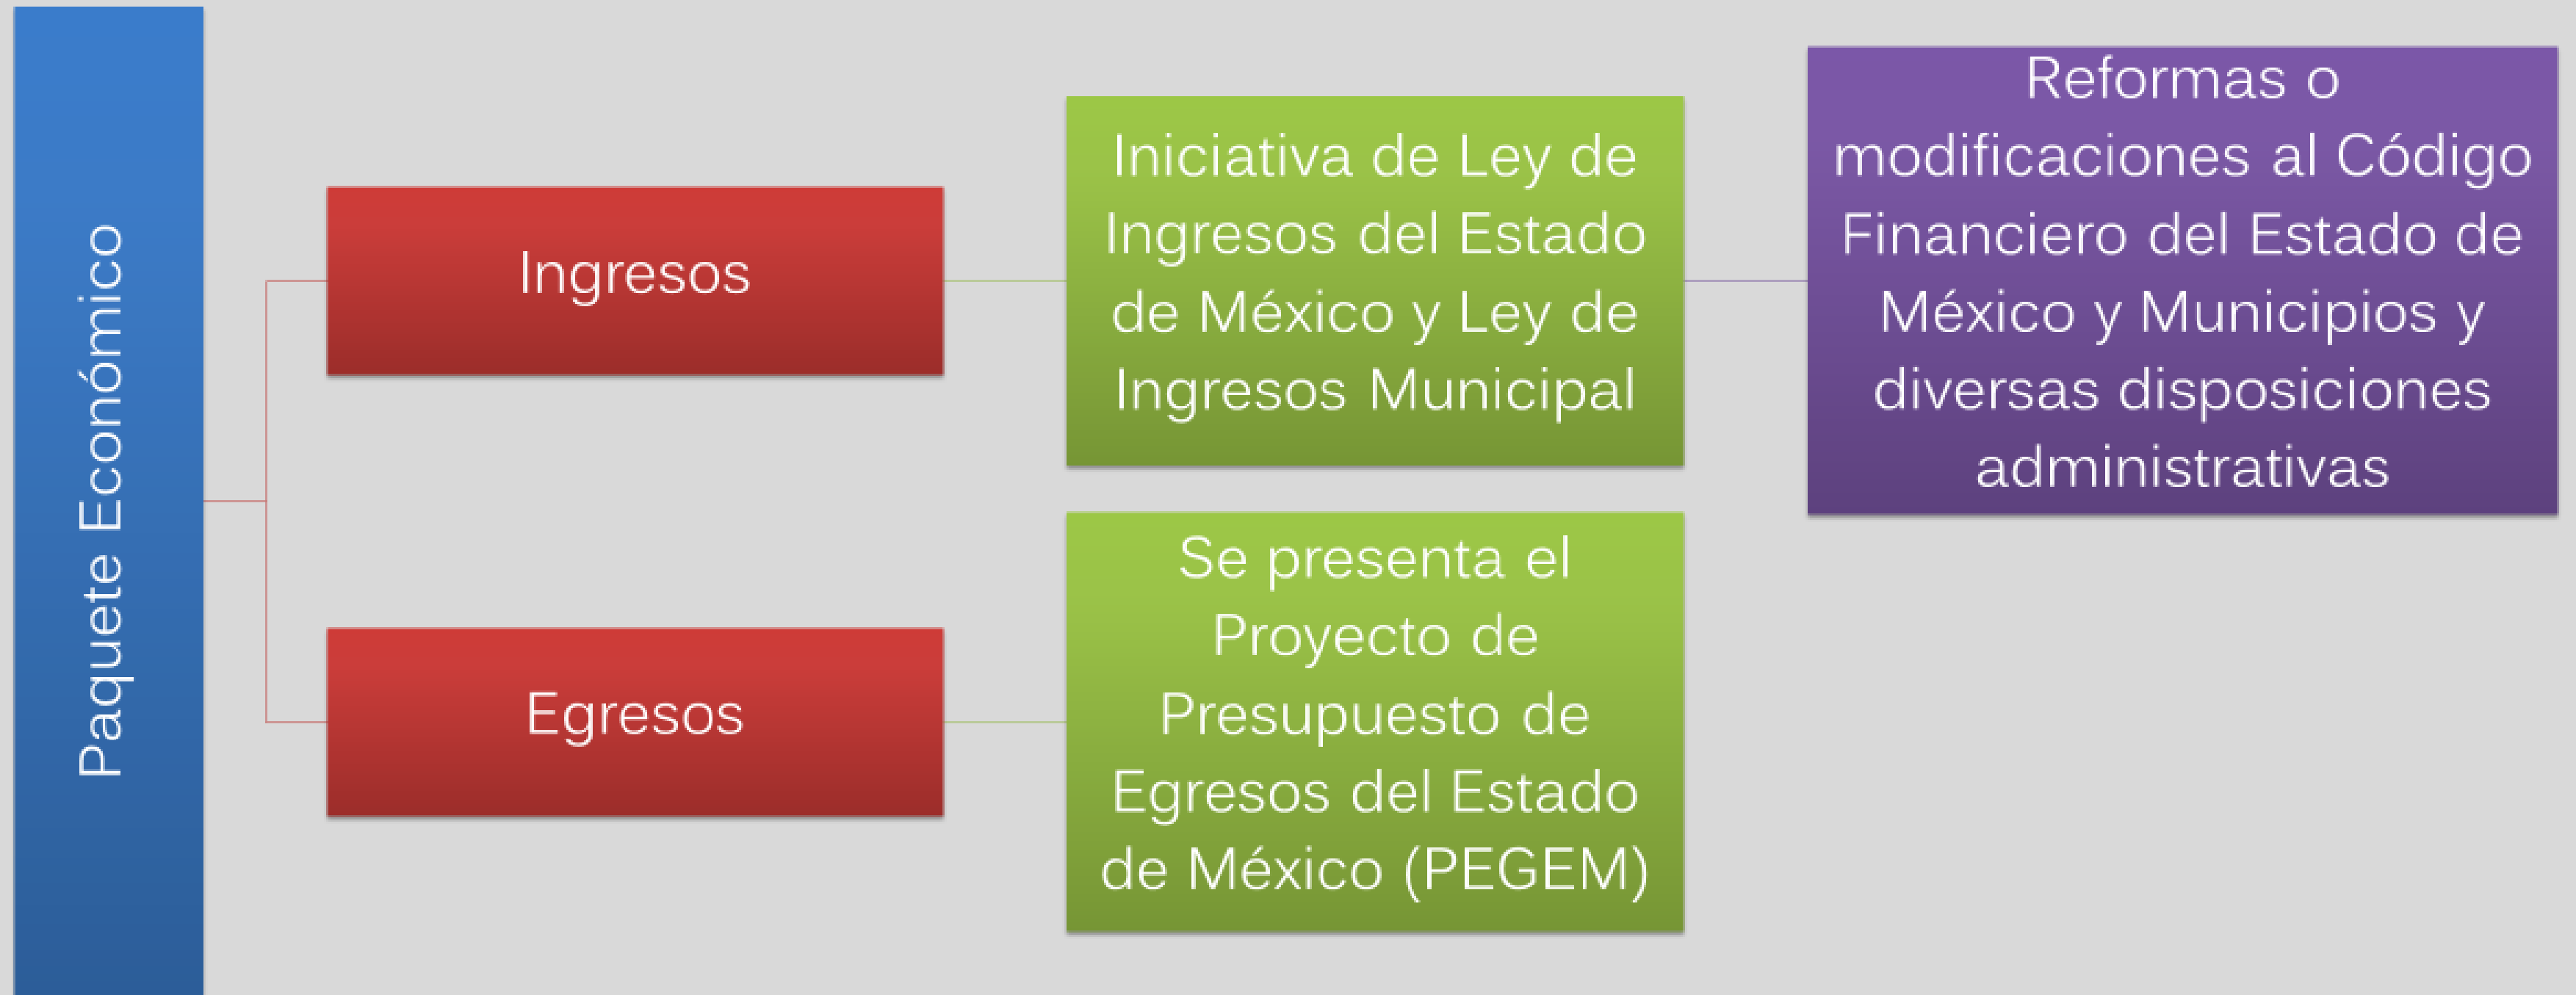 Paquete Económico
Ingresos
Iniciativa de Ley de
Ingresos del Estado
de México y Ley de
Ingresos Municipal
Reformas o
modificaciones al Código
Financiero del Estado de
México y Municipios y
diversas disposiciones
administrativas
Egresos
Se presenta el
Proyecto de
Presupuesto de
Egresos del Estado
de México (PEGEM)